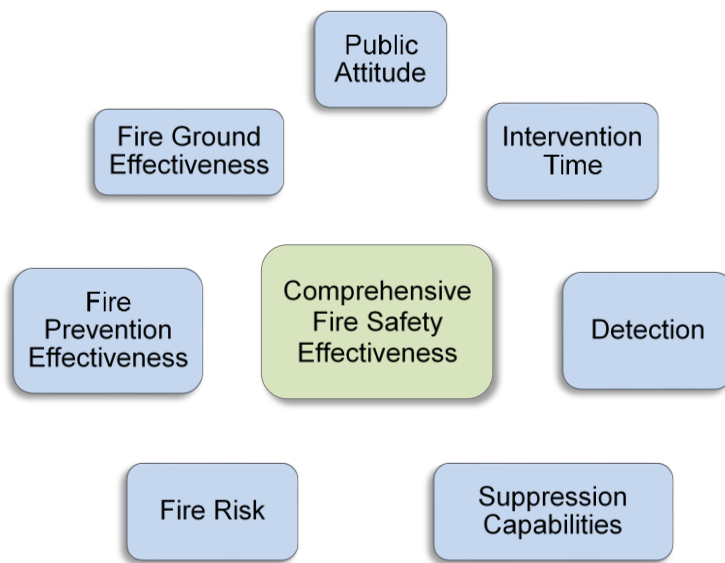 Public
Attitude
Fire Ground
Effectiveness
Intervention
Time
Fire
Prevention
Effectiveness
Comprehensive
Fire Safety
Effectiveness
Detection
Fire Risk
Suppression
Capabilities